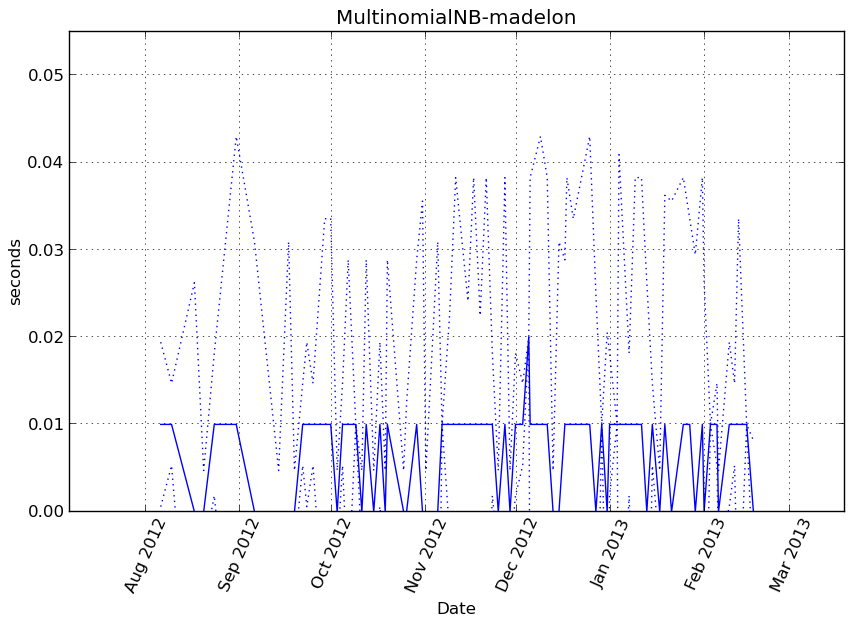 MultinomialNB-madelon
0.05
0.04
0.03
0.02
0.01
0.00
seconds
Aug 2012
Sep 2012
Oct 2012
Nov 2012
Dec 2012
Jan 2013
Feb 2013
Mar 2013
Date